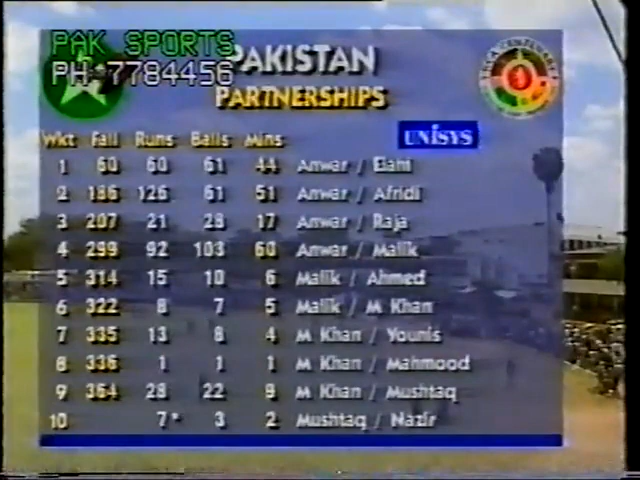 PAK SPORTS
PH-7784456
PAKISTAN
PARTNERSHIPS
UNISYS
Wkt Fall Runs Balls Mins
1 60 60 61 44 Anwar / Elahi
2 186 126 61 51 Anwar / Afridi
3 207 21 28 17 Anwar / Raja
4 299 92 103 60 Anwar / Malik
5 314 15 10 6 Malik / Ahmed
6 322 8 7 5 Malik / M Khan
7 335 13 8 4 M Khan / Younis
8 336 1 1 1 M Khan / Mahmood
9 364 28 22 9 M Khan / Mushtaq
10 7* 3 2 Mushtaq / Nazir